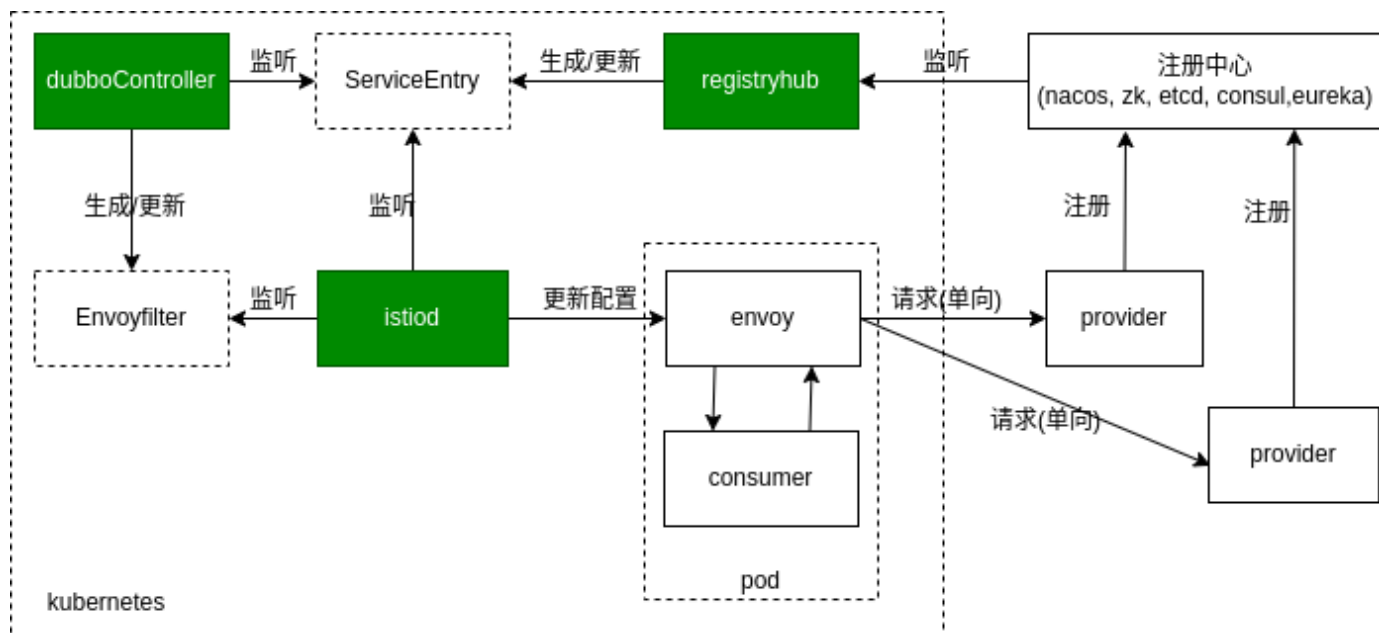 dubboController
监听
ServiceEntry
生成/更新
registryhub
监听
注册中心
(nacos, zk, etcd, consul,eureka)
生成/更新
监听
注册
注册
Envoyfilter
监听
istiod
更新配置
envoy
请求(单向)
provider
请求(单向)
provider
consumer
pod
kubernetes